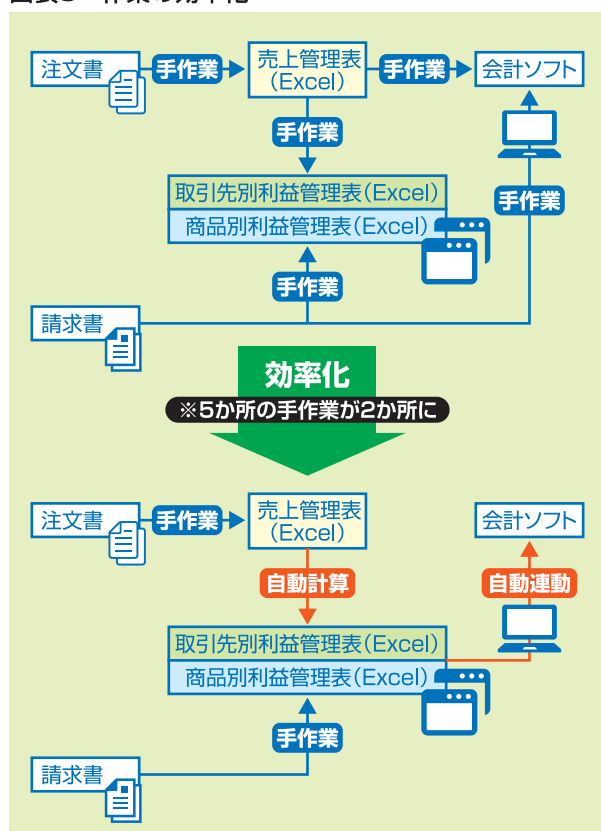 注文書
手作業
売上管理表
(Excel)
手作業
会計ソフト
手作業
取引先別利益管理表(Excel)
商品別利益管理表(Excel)
手作業
手作業
請求書
効率化
※5か所の手作業が2か所に
注文書
手作業
売上管理表
(Excel)
会計ソフト
自動計算
自動連動
取引先別利益管理表(Excel)
商品別利益管理表(Excel)
手作業
請求書